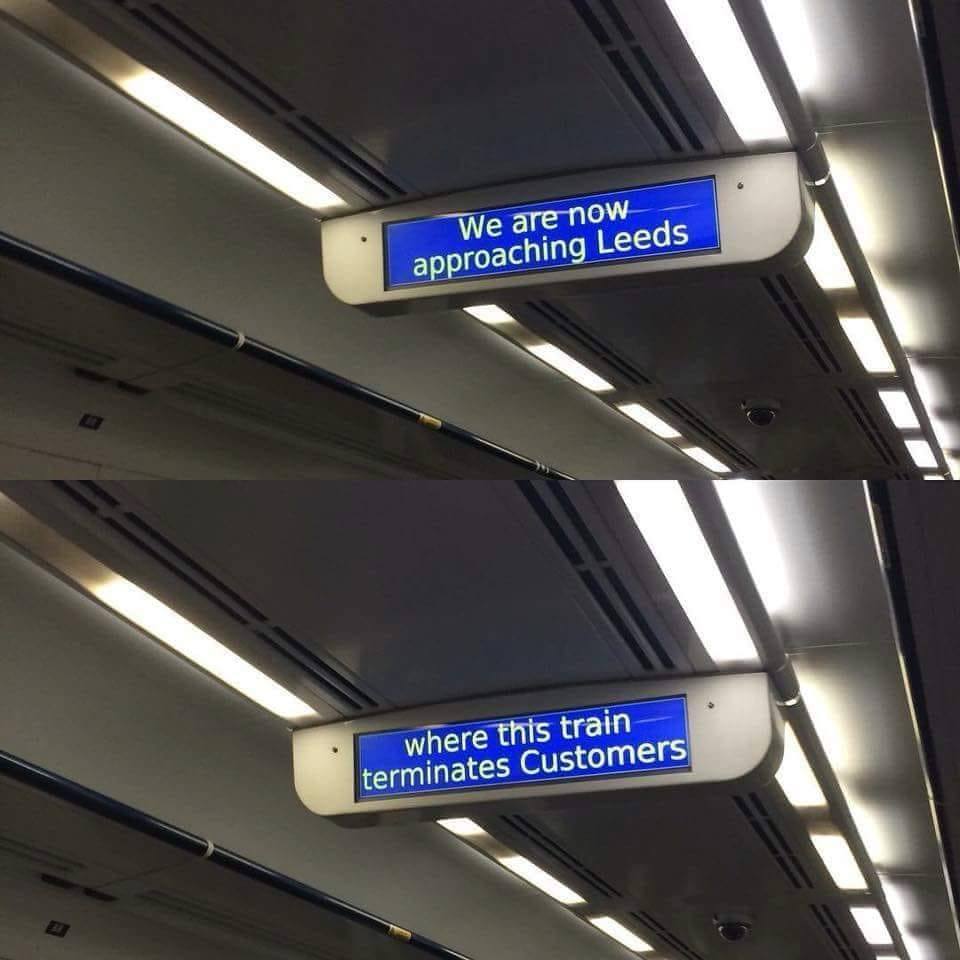 We are now
approaching Leeds
where this train
terminates Customers